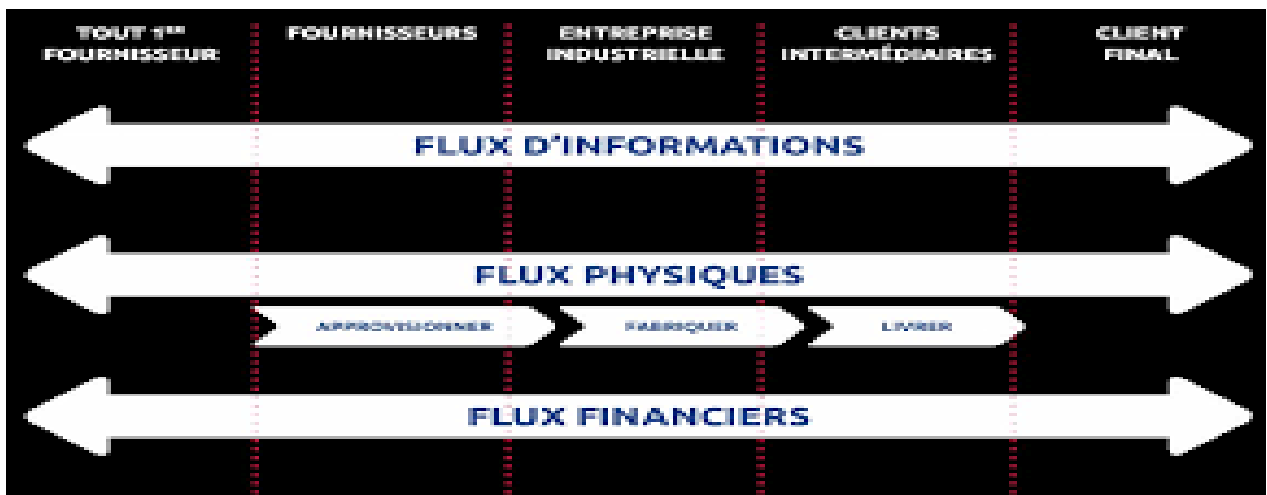 TOUT 1ER
FOURNISSEUR
FOURNISSEURS
ENTREPRISE
INDUSTRIELLE
CLIENTS
INTERMÉDIAIRES
CLIENT
FINAL
FLUX D'INFORMATIONS
FLUX PHYSIQUES
APPROVISIONNER
FABRIQUER
LIVRER
FLUX FINANCIERS